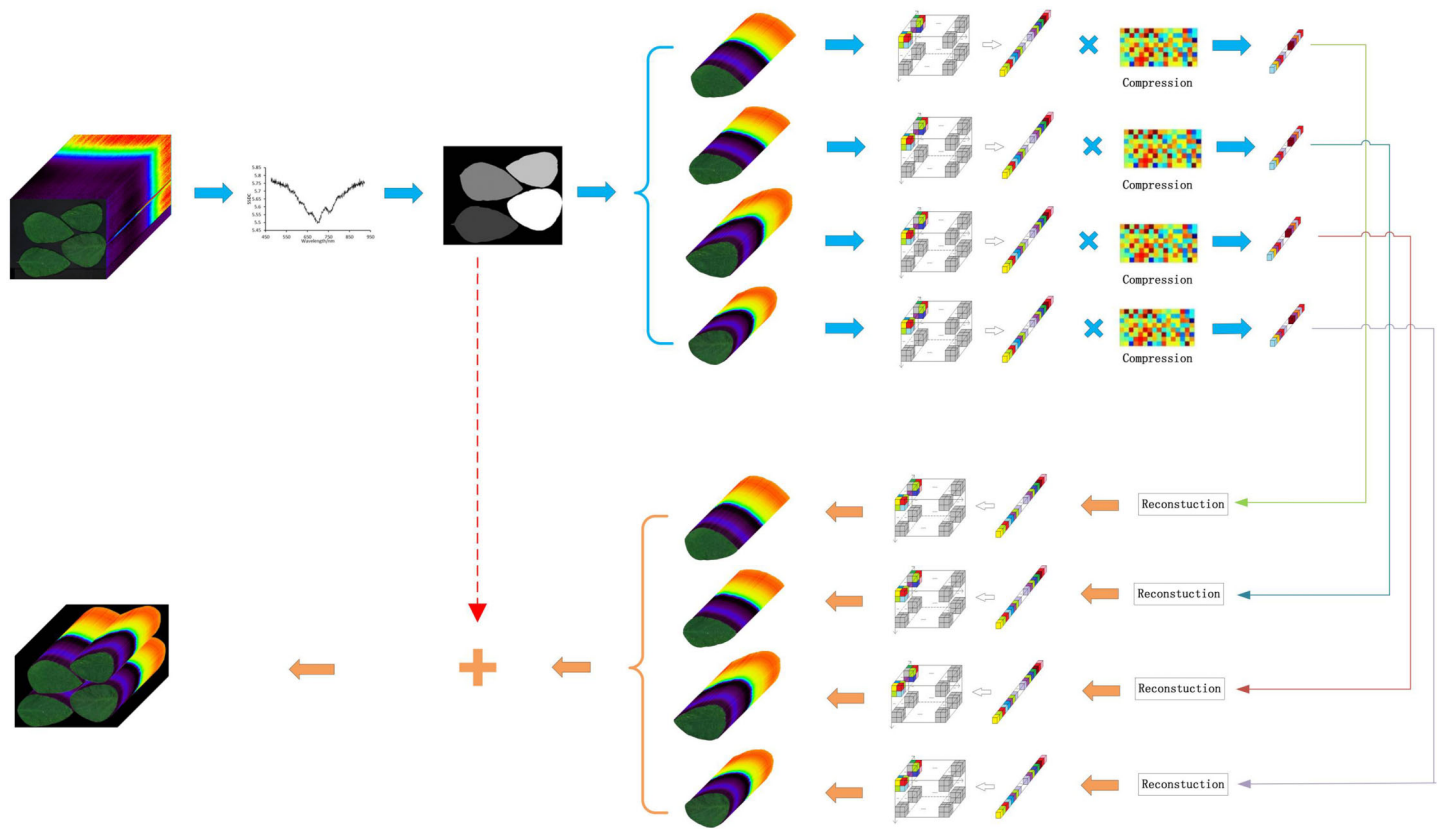 Compression
5.85
5.8
5.75
5.7
5.65
5.6
5.55
5.5
5.45
SSDC
450 550 650 750 850 950
Wavelength/nm
Compression
Compression
Compression
Reconstuction
Reconstuction
Reconstuction
Reconstuction